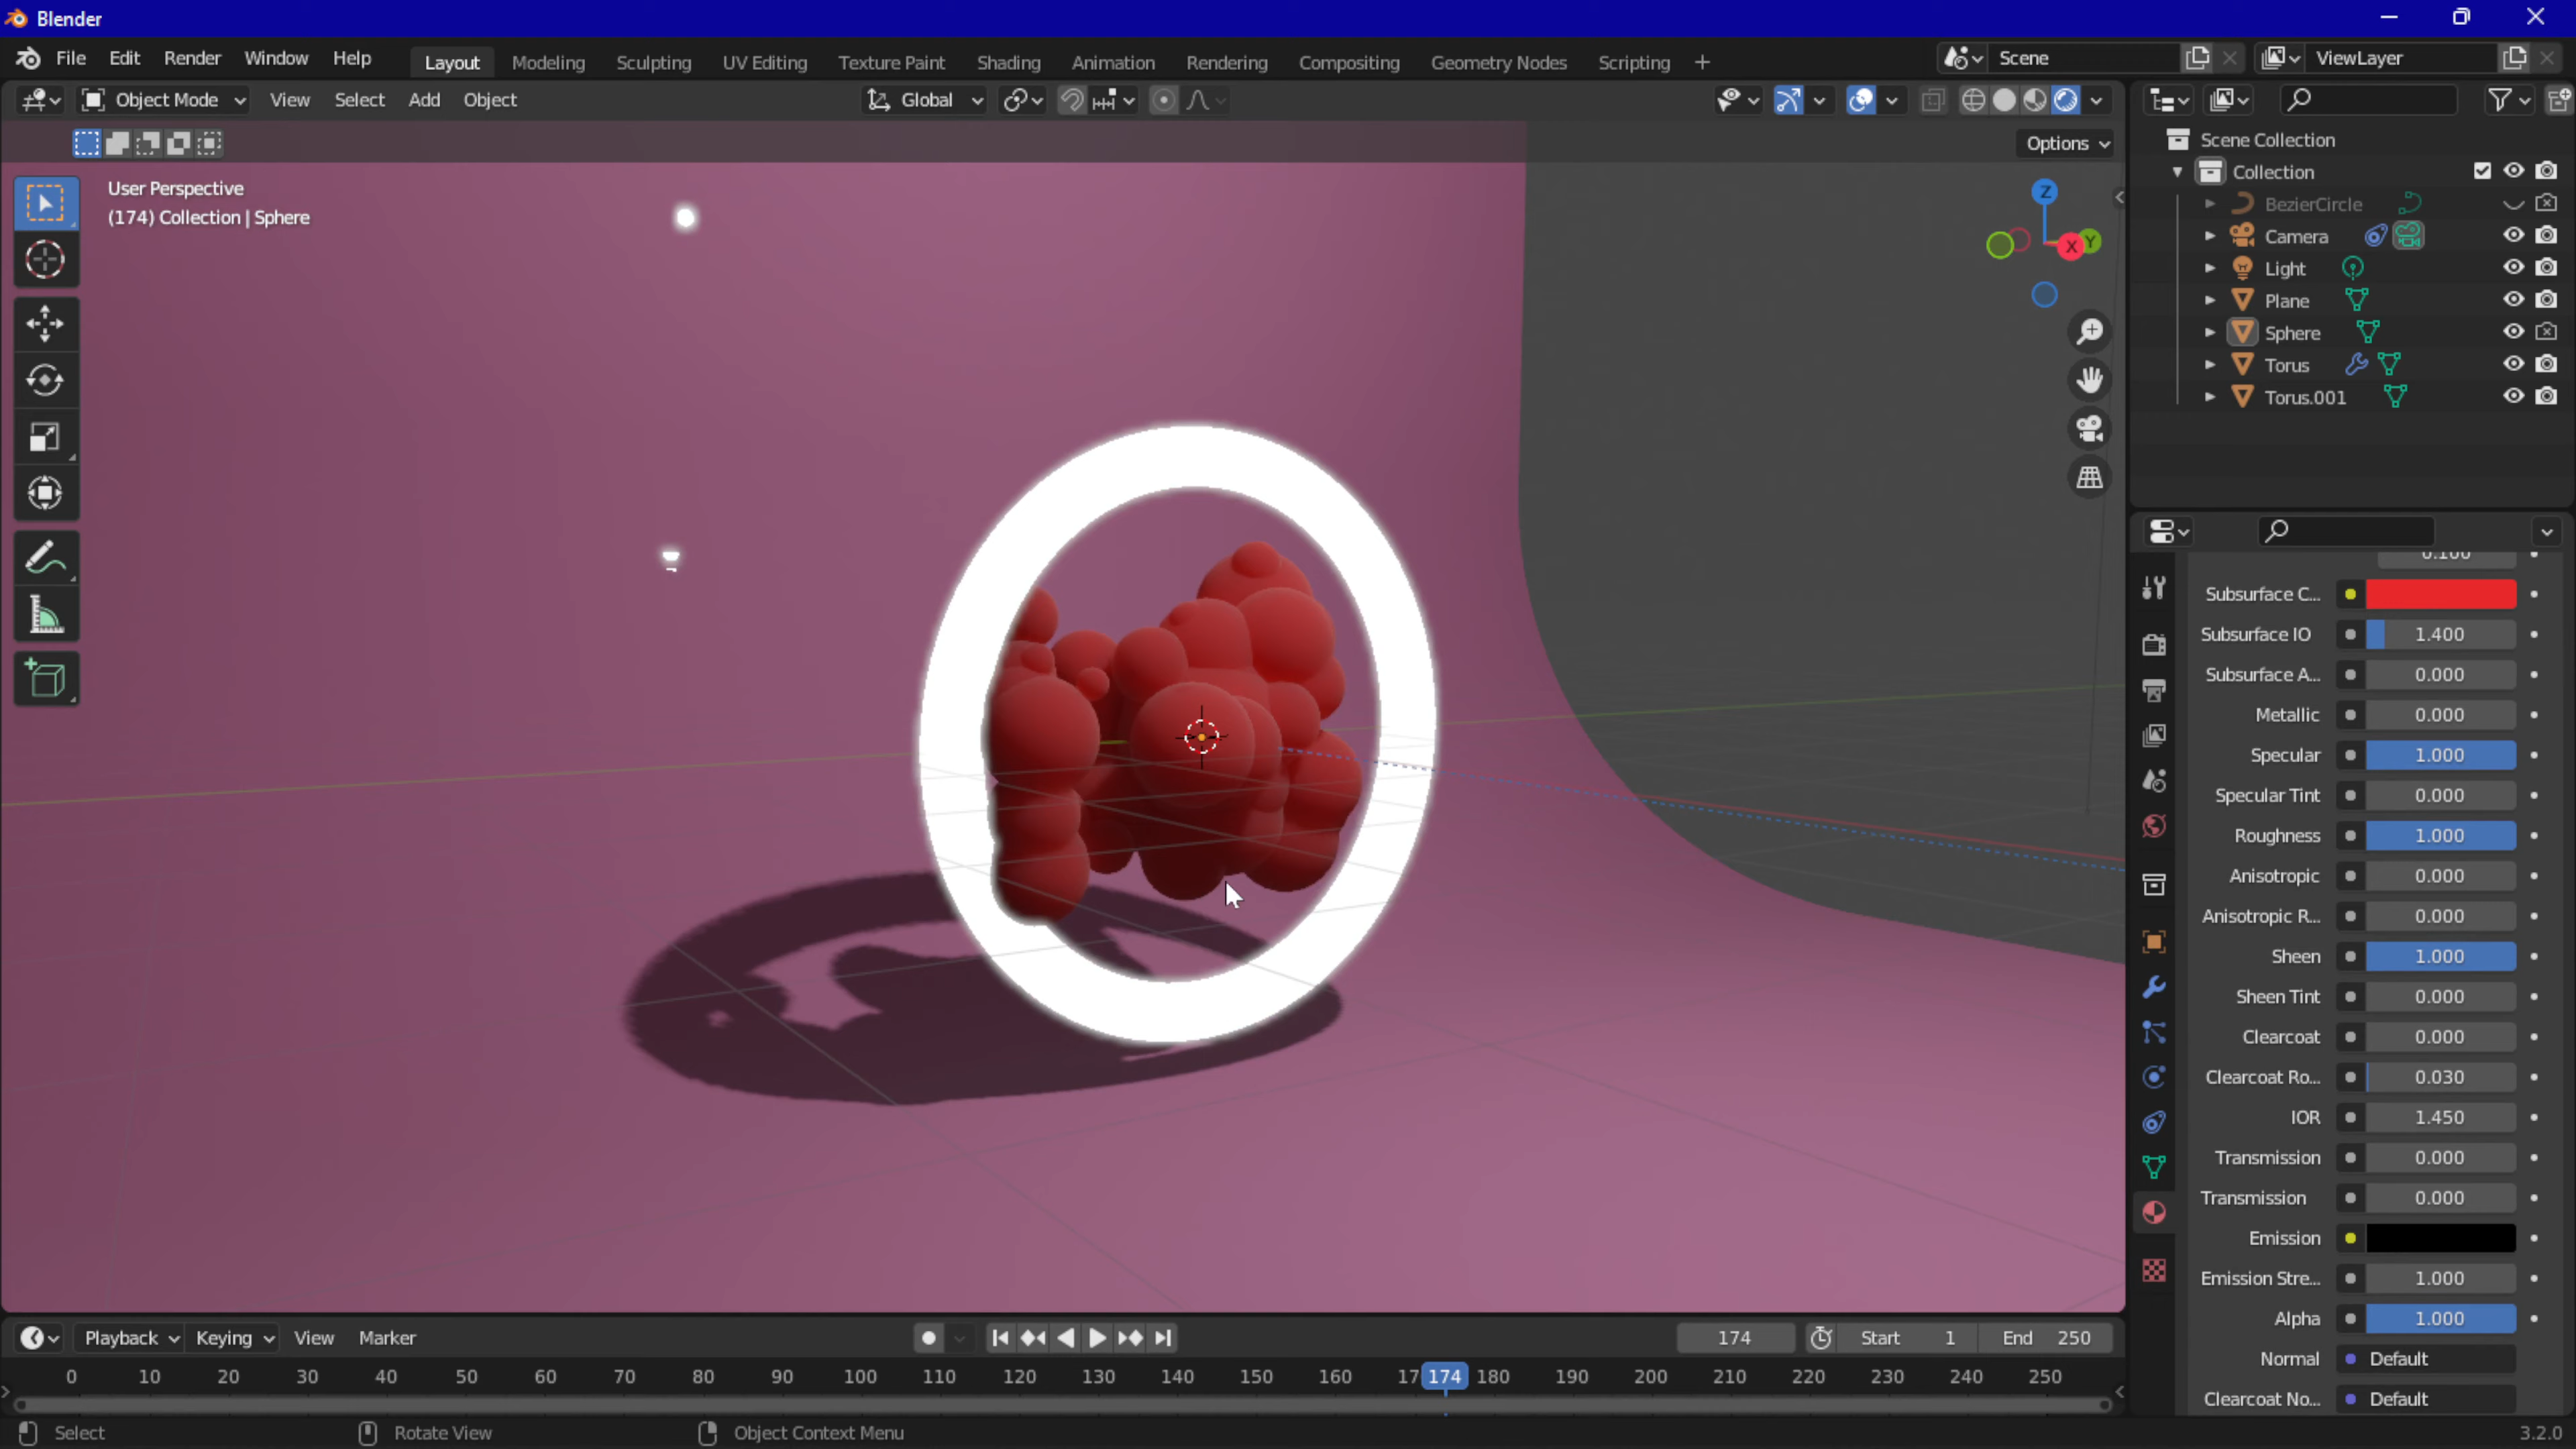 Blender
File Edit Render Window Help Layout Modeling Sculpting UV Editing Texture Paint Shading Animation Rendering Compositing Geometry Nodes Scripting + Scene ViewLayer
Object Mode View Select Add Object Global
Options
User Perspective
(174) Collection | Sphere
Z
X
Y
Scene Collection
Collection
BezierCircle
Camera
Light
Plane
Sphere
Torus
Torus.001
0.100
Subsurface C...
Subsurface IO 1.400
Subsurface A... 0.000
Metallic 0.000
Specular 1.000
Specular Tint 0.000
Roughness 1.000
Anisotropic 0.000
Anisotropic R... 0.000
Sheen 1.000
Sheen Tint 0.000
Clearcoat 0.000
Clearcoat Ro... 0.030
IOR 1.450
Transmission 0.000
Transmission 0.000
Emission
Emission Stre... 1.000
Alpha 1.000
Normal Default
Clearcoat No... Default
Playback Keying View Marker 174 Start 1 End 250
0 10 20 30 40 50 60 70 80 90 100 110 120 130 140 150 160 17 174 180 190 200 210 220 230 240 250
Select Rotate View Object Context Menu 3.2.0